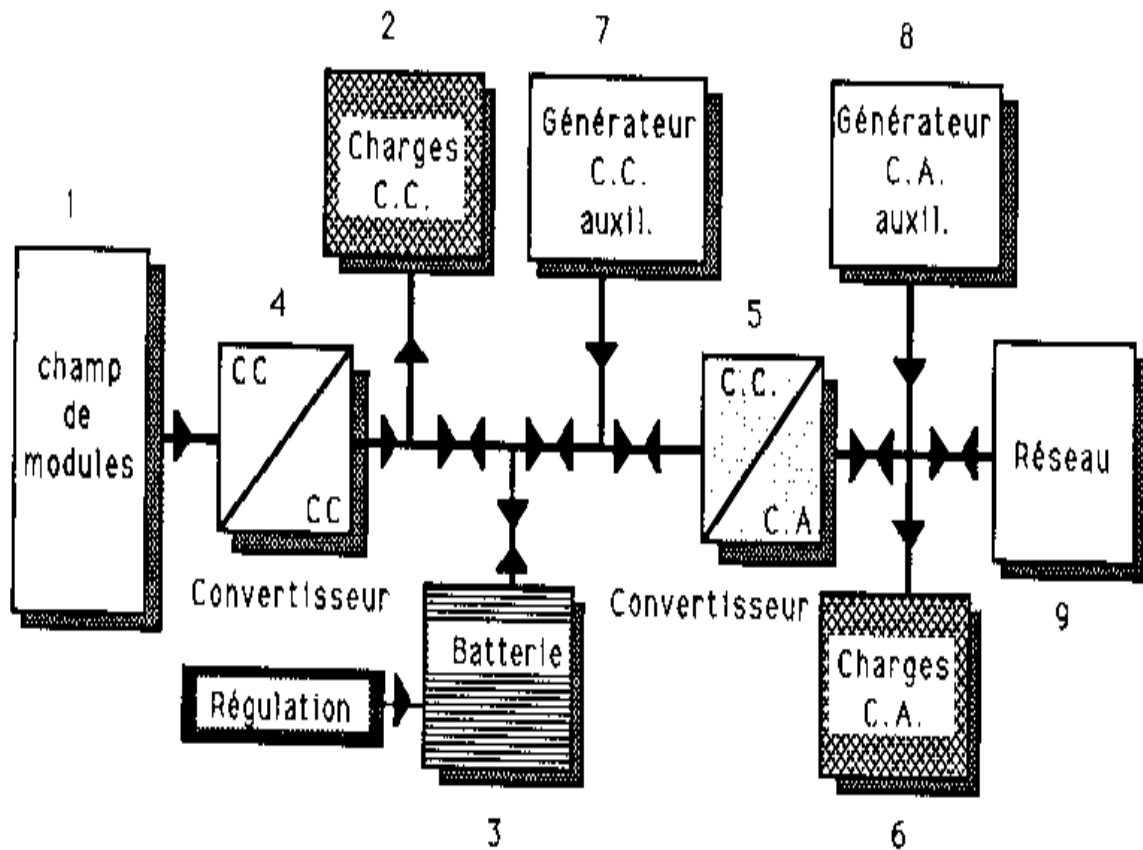 2
7
8
Charges
C.C.
Générateur
C.C.
auxil.
Générateur
C.A.
auxil.
1
champ
de
modules
4
CC
CC
Convertisseur
5
C.C.
C.A
Convertisseur
Réseau
9
Régulation
Batterie
3
Charges
C.A.
6